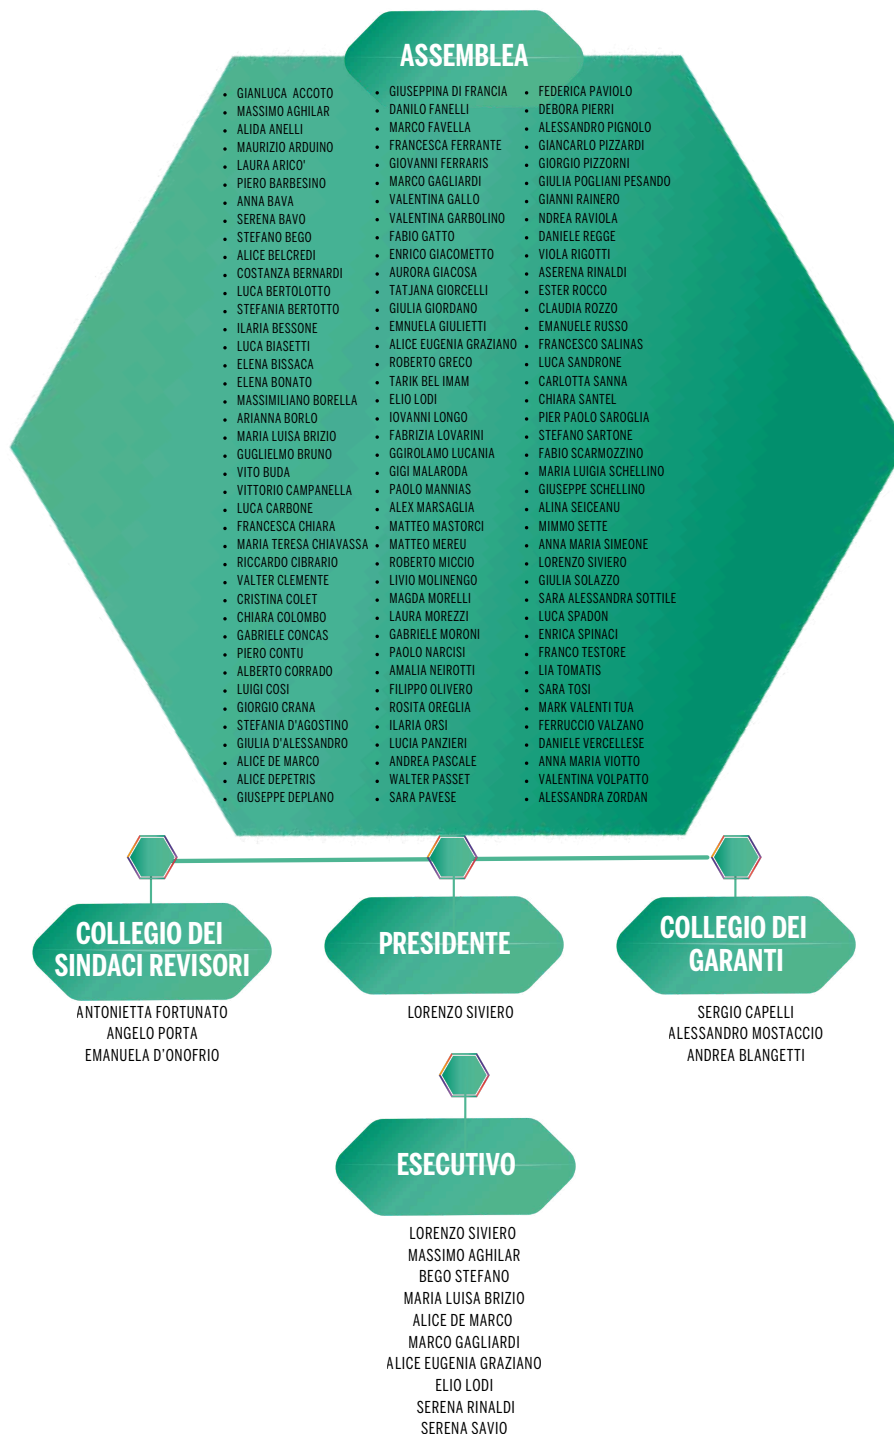 ASSEMBLEA
• GIANLUCA ACCOTO
• MASSIMO AGHILAR
• ALIDA ANELLI
• MAURIZIO ARDUINO
• LAURA ARICO'
• PIERO BARBESINO
• ANNA BAVA
• SERENA BAVO
• STEFANO BEGO
• ALICE BELCREDI
• COSTANZA BERNARDI
• LUCA BERTOLOTTO
• STEFANIA BERTOTTO
• ILARIA BESSONE
• LUCA BIASETTI
• ELENA BISSACA
• ELENA BONATO
• MASSIMILIANO BORELLA
• ARIANNA BORLO
• MARIA LUISA BRIZIO
• GUGLIELMO BRUNO
• VITO BUDA
• VITTORIO CAMPANELLA
• LUCA CARBONE
• FRANCESCA CHIARA
• MARIA TERESA CHIAVASSA
• RICCARDO CIBRARIO
• VALTER CLEMENTE
• CRISTINA COLET
• CHIARA COLOMBO
• GABRIELE CONCAS
• PIERO CONTU
• ALBERTO CORRADO
• LUIGI COSI
• GIORGIO CRANA
• STEFANIA D'AGOSTINO
• GIULIA D'ALESSANDRO
• ALICE DE MARCO
• ALICE DEPETRIS
• GIUSEPPE DEPLANO
• GIUSEPPINA DI FRANCIA
• DANILO FANELLI
• MARCO FAVELLA
• FRANCESCA FERRANTE
• GIOVANNI FERRARIS
• MARCO GAGLIARDI
• VALENTINA GALLO
• VALENTINA GARBOLINO
• FABIO GATTO
• ENRICO GIACOMETTO
• AURORA GIACOSA
• TATJANA GIORCELLI
• GIULIA GIORDANO
• EMNUELA GIULIETTI
• ALICE EUGENIA GRAZIANO
• ROBERTO GRECO
• TARIK BEL IMAM
• ELIO LODI
• IOVANNI LONGO
• FABRIZIA LOVARINI
• GGIROLAMO LUCANIA
• GIGI MALARODA
• PAOLO MANNIAS
• ALEX MARSAGLIA
• MATTEO MASTORCI
• MATTEO MEREU
• ROBERTO MICCIO
• LIVIO MOLINENGO
• MAGDA MORELLI
• LAURA MOREZZI
• GABRIELE MORONI
• PAOLO NARCISI
• AMALIA NEIROTTI
• FILIPPO OLIVERO
• ROSITA OREGLIA
• ILARIA ORSI
• LUCIA PANZIERI
• ANDREA PASCALE
• WALTER PASSET
• SARA PAVESE
• FEDERICA PAVIOLO
• DEBORA PIERRI
• ALESSANDRO PIGNOLO
• GIANCARLO PIZZARDI
• GIORGIO PIZZORNI
• GIULIA POGLIANI PESANDO
• GIANNI RAINERO
• NDREA RAVIOLA
• DANIELE REGGE
• VIOLA RIGOTTI
• ASERENA RINALDI
• ESTER ROCCO
• CLAUDIA ROZZO
• EMANUELE RUSSO
• FRANCESCO SALINAS
• LUCA SANDRONE
• CARLOTTA SANNA
• CHIARA SANTEL
• PIER PAOLO SAROGLIA
• STEFANO SARTONE
• FABIO SCARMOZZINO
• MARIA LUIGIA SCHELLINO
• GIUSEPPE SCHELLINO
• ALINA SEICEANU
• MIMMO SETTE
• ANNA MARIA SIMEONE
• LORENZO SIVIERO
• GIULIA SOLAZZO
• SARA ALESSANDRA SOTTILE
• LUCA SPADON
• ENRICA SPINACI
• FRANCO TESTORE
• LIA TOMATIS
• SARA TOSI
• MARK VALENTI TUA
• FERRUCCIO VALZANO
• DANIELE VERCELLESE
• ANNA MARIA VIOTTO
• VALENTINA VOLPATTO
• ALESSANDRA ZORDAN
COLLEGIO DEI
SINDACI REVISORI
ANTONIETTA FORTUNATO
ANGELO PORTA
EMANUELA D'ONOFRIO
PRESIDENTE
LORENZO SIVIERO
COLLEGIO DEI
GARANTI
SERGIO CAPELLI
ALESSANDRO MOSTACCIO
ANDREA BLANGETTI
ESECUTIVO
LORENZO SIVIERO
MASSIMO AGHILAR
BEGO STEFANO
MARIA LUISA BRIZIO
ALICE DE MARCO
MARCO GAGLIARDI
ALICE EUGENIA GRAZIANO
ELIO LODI
SERENA RINALDI
SERENA SAVIO